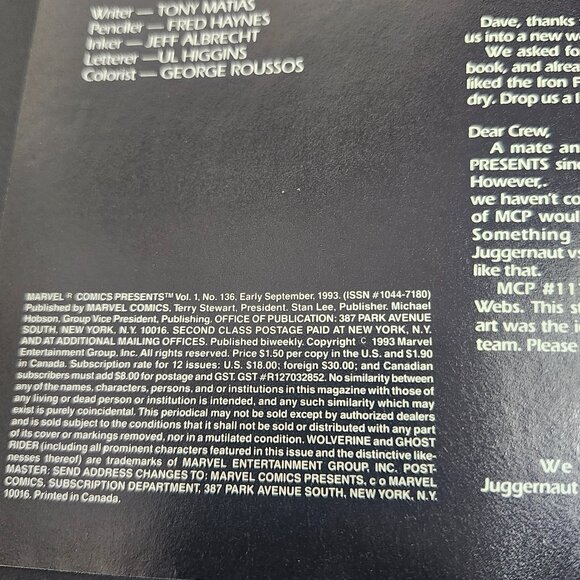 Writer — TONY MATIAS
Penciler — FRED HAYNES
Inker — JEFF ALBRECHT
Letterer — UL HIGGINS
Colorist — GEORGE ROUSSOS
MARVEL® COMICS PRESENTS™ Vol. 1, No. 136, Early September, 1993. (ISSN #1044-7180)
Published by MARVEL COMICS, Terry Stewart, President. Stan Lee, Publisher. Michael
Hobson, Group Vice President, Publishing. OFFICE OF PUBLICATION: 387 PARK AVENUE
SOUTH, NEW YORK, N.Y. 10016. SECOND CLASS POSTAGE PAID AT NEW YORK, N.Y.
AND AT ADDITIONAL MAILING OFFICES. Published biweekly. Copyright © 1993 Marvel
Entertainment Group, Inc. All rights reserved. Price $1.50 per copy in the U.S. and $1.90
in Canada. Subscription rate for 12 issues: U.S. $18.00; foreign $30.00; and Canadian
subscribers must add $8.00 for postage and GST. GST #R127032852. No similarity between
any of the names, characters, persons, and or institutions in this magazine with those of
any living or dead person or institution is intended, and any such similarity which may
exist is purely coincidental. This periodical may not be sold except by authorized dealers
and is sold subject to the conditions that it shall not be sold or distributed with any part
of its cover or markings removed, nor in a mutilated condition. WOLVERINE and GHOST
RIDER (including all prominent characters featured in this issue and the distinctive like-
nesses thereof) are trademarks of MARVEL ENTERTAINMENT GROUP INC. POST-
MASTER: SEND ADDRESS CHANGES TO: MARVEL COMICS PRESENTS, c o MARVEL
COMICS, SUBSCRIPTION DEPARTMENT, 387 PARK AVENUE SOUTH, NEW YORK, N.Y.
10016. Printed in Canada.
Dave, thanks
us into a new w
We asked fo
book, and alrea
liked the Iron F
dry. Drop us a l
Dear Crew,
A mate an
PRESENTS sinc
However,.
we haven't co
of MCP woul
Something
Juggernaut vs
like that.
MCP #11
Webs. This s
art was the
team. Please
We
Juggernaut